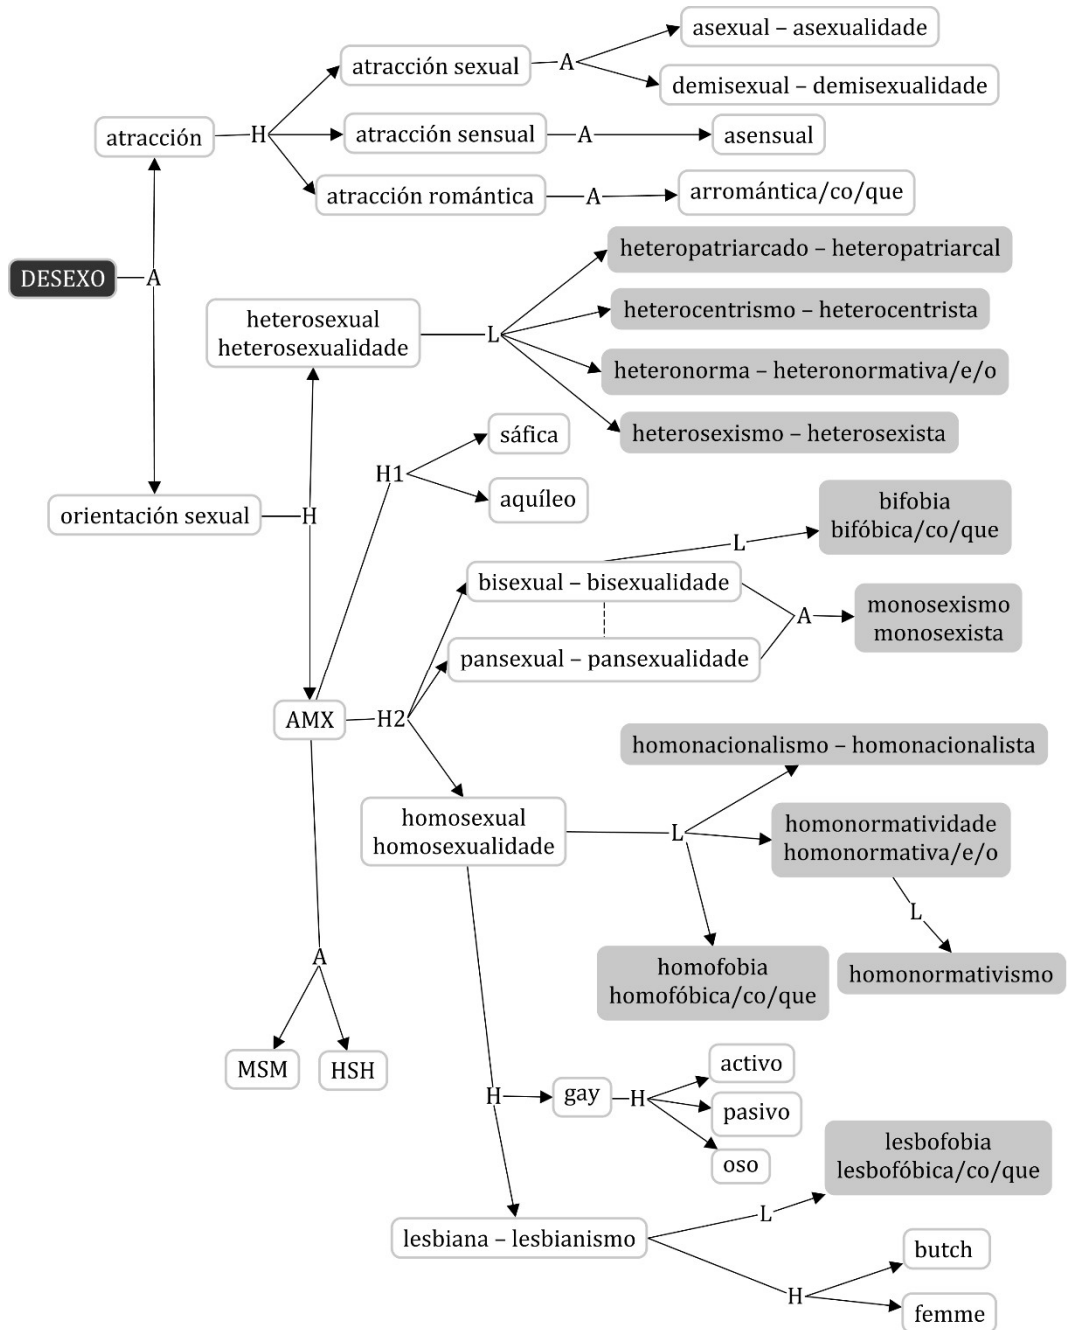 asexual – asexualidade
atracción sexual
A
demisexual – demisexualidade
atracción
H
atracción sensual
A
asensual
atracción romántica
A
arromántica/co/que
DESEXO
A
heteropatriarcado – heteropatriarcal
heterosexual
heterosexualidade
L
heterocentrismo – heterocentrista
heteronorma – heteronormativa/e/o
heterosexismo – heterosexista
sáfica
H1
aquíleo
orientación sexual
H
bifobia
bifóbica/co/que
L
bisexual – bisexualidade
A
monosexismo
monosexista
pansexual – pansexualidade
AMX
H2
homonacionalismo – homonacionalista
homosexual
homosexualidade
L
homonormatividade
homonormativa/e/o
L
homofobia
homofóbica/co/que
homonormativismo
A
MSM
HSH
H
gay
H
activo
pasivo
oso
lesbofobia
lesbofóbica/co/que
L
lesbiana – lesbianismo
H
butch
femme